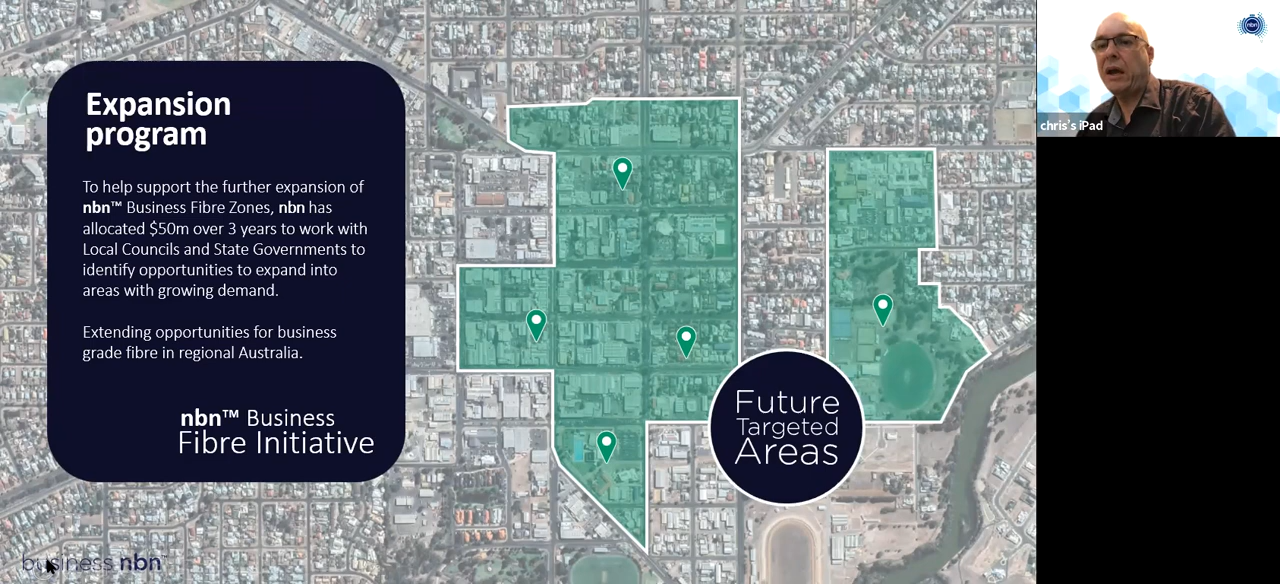 Expansion
program
To help support the further expansion of
nbn™ Business Fibre Zones, nbn has
allocated $50m over 3 years to work with
Local Councils and State Governments to
identify opportunities to expand into
areas with growing demand.
Extending opportunities for business
grade fibre in regional Australia.
nbn™ Business
Fibre Initiative
Future
Targeted
Areas
business nbn™
nbn
chris's iPad